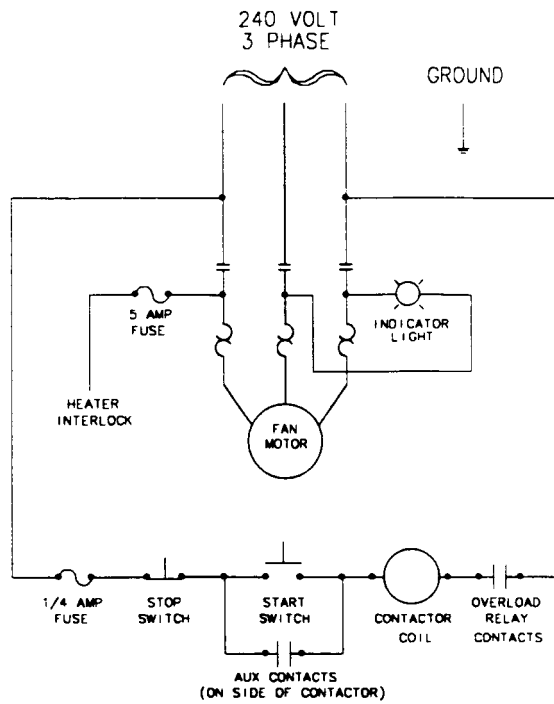 240 VOLT
3 PHASE
GROUND
5 AMP
FUSE
INDICATOR
LIGHT
HEATER
INTERLOCK
FAN
MOTOR
1/4 AMP
FUSE
STOP
SWITCH
START
SWITCH
CONTACTOR
COIL
OVERLOAD
RELAY
CONTACTS
AUX CONTACTS
(ON SIDE OF CONTACTOR)